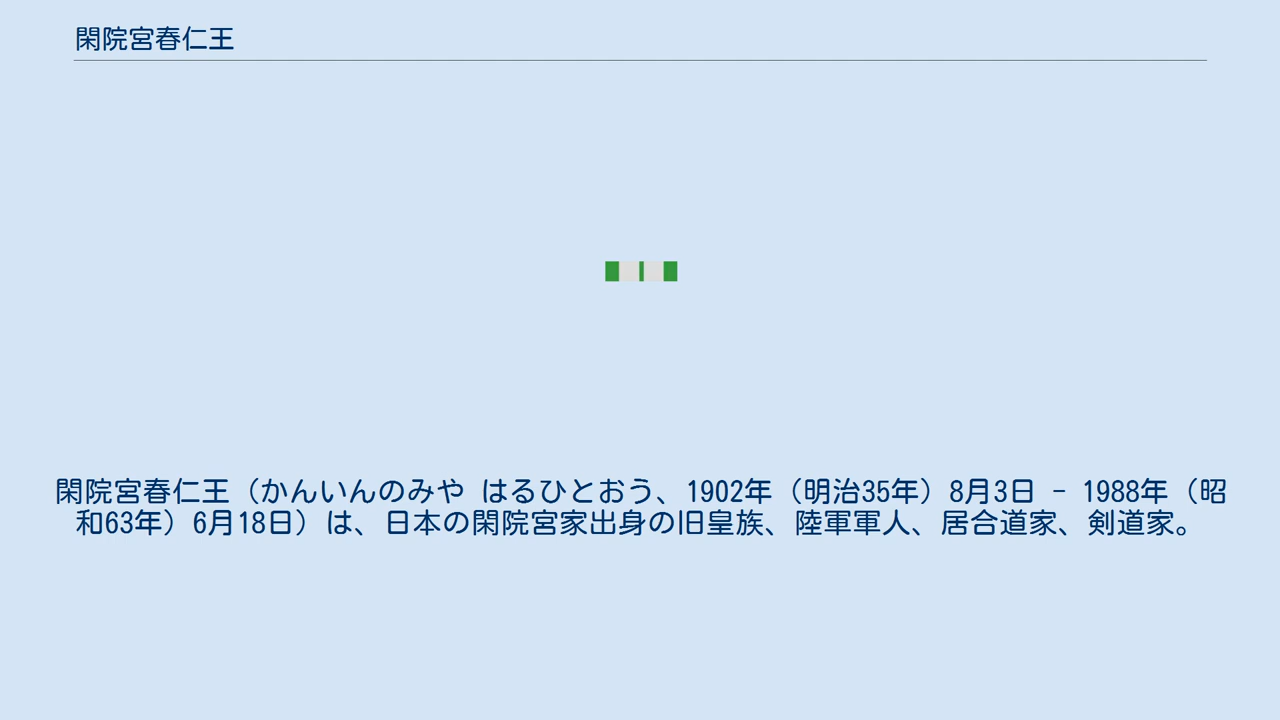 閑院宮春仁王
閑院宮春仁王（かんいんのみや はるひとおう、1902年（明治35年）8月3日 - 1988年（昭
和63年）6月18日）は、日本の閑院宮家出身の旧皇族、陸軍軍人、居合道家、剣道家。